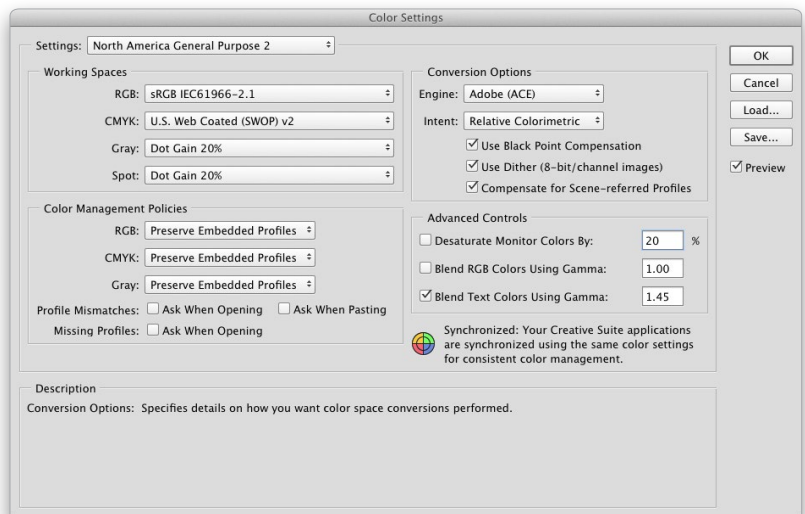 Color Settings
Settings: North America General Purpose 2
Working Spaces
RGB: sRGB IEC61966-2.1
CMYK: U.S. Web Coated (SWOP) v2
Gray: Dot Gain 20%
Spot: Dot Gain 20%
Color Management Policies
RGB: Preserve Embedded Profiles
CMYK: Preserve Embedded Profiles
Gray: Preserve Embedded Profiles
Profile Mismatches: Ask When Opening Ask When Pasting
Missing Profiles: Ask When Opening
Conversion Options
Engine: Adobe (ACE)
Intent: Relative Colorimetric
Use Black Point Compensation
Use Dither (8-bit/channel images)
Compensate for Scene-referred Profiles
Advanced Controls
Desaturate Monitor Colors By: 20 %
Blend RGB Colors Using Gamma: 1.00
Blend Text Colors Using Gamma: 1.45
Synchronized: Your Creative Suite applications
are synchronized using the same color settings
for consistent color management.
OK
Cancel
Load...
Save...
Preview
Description
Conversion Options: Specifies details on how you want color space conversions performed.